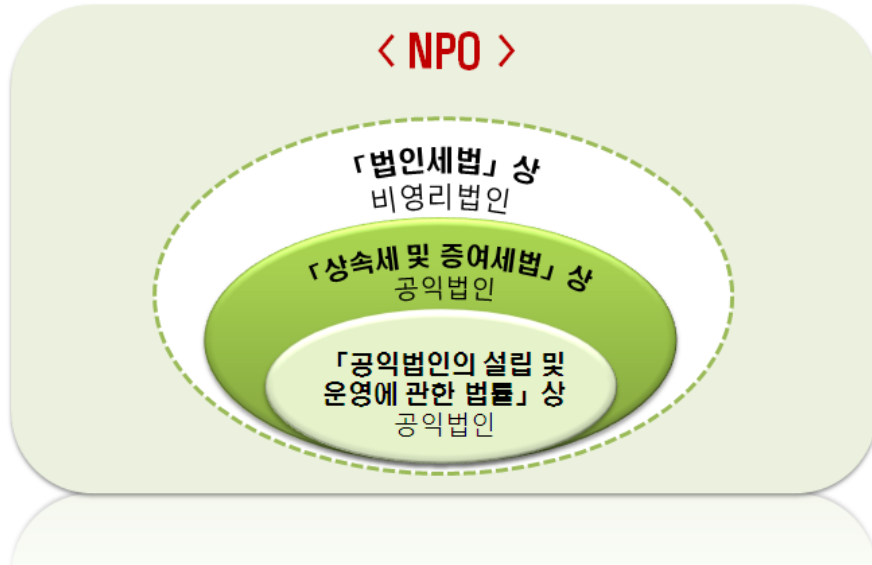 < NPO >
「법인세법」 상
비영리법인
「상속세 및 증여세법」 상
공익법인
「공익법인의 설립 및
운영에 관한 법률」 상
공익법인